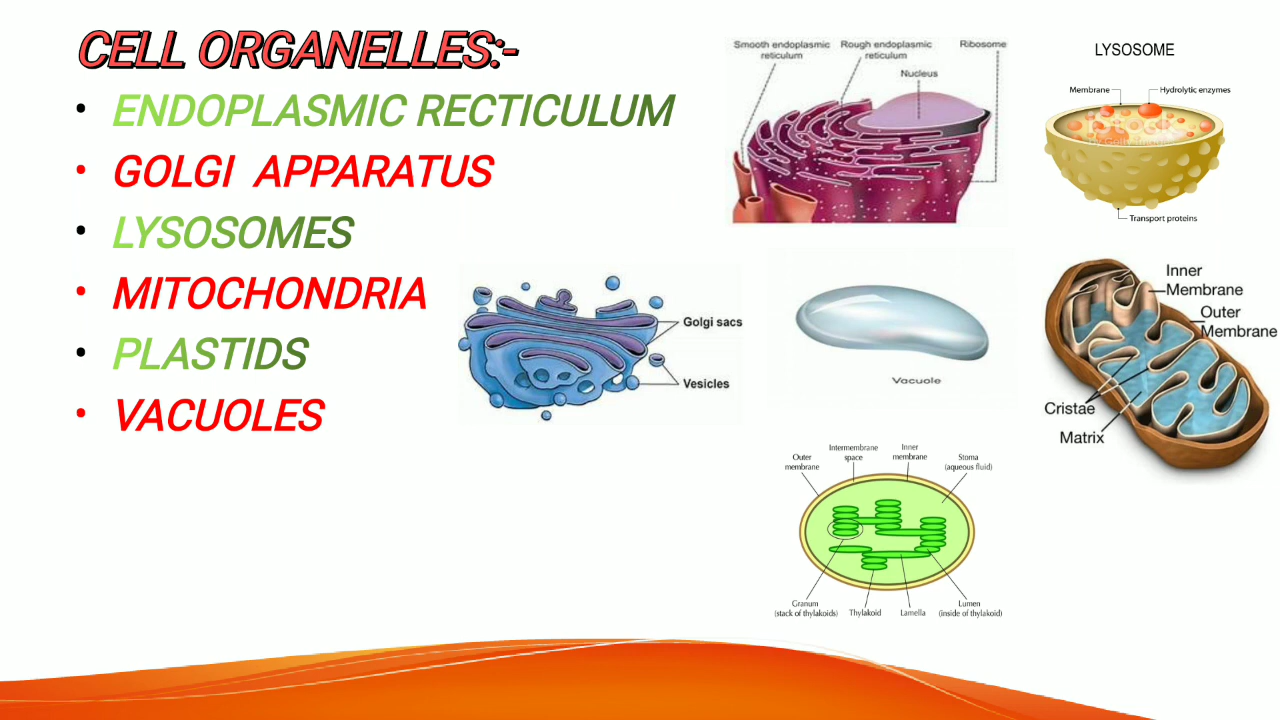 CELL ORGANELLES:-
• ENDOPLASMIC RECTICULUM
• GOLGI APPARATUS
• LYSOSOMES
• MITOCHONDRIA
• PLASTIDS
• VACUOLES
Smooth endoplasmic
reticulum
Rough endoplasmic
reticulum
Ribosome
Nucleus
LYSOSOME
Membrane
Hydrolytic enzymes
Transport proteins
Golgi sacs
Vesicles
Vacuole
Inner
Membrane
Outer
Membrane
Cristae
Matrix
Outer
membrane
Intermembrane
space
Inner
membrane
Stoma
(aqueous fluid)
Granum
(stack of thylakoids)
Thylakoid
Lamella
Lumen
(inside of thylakoid)